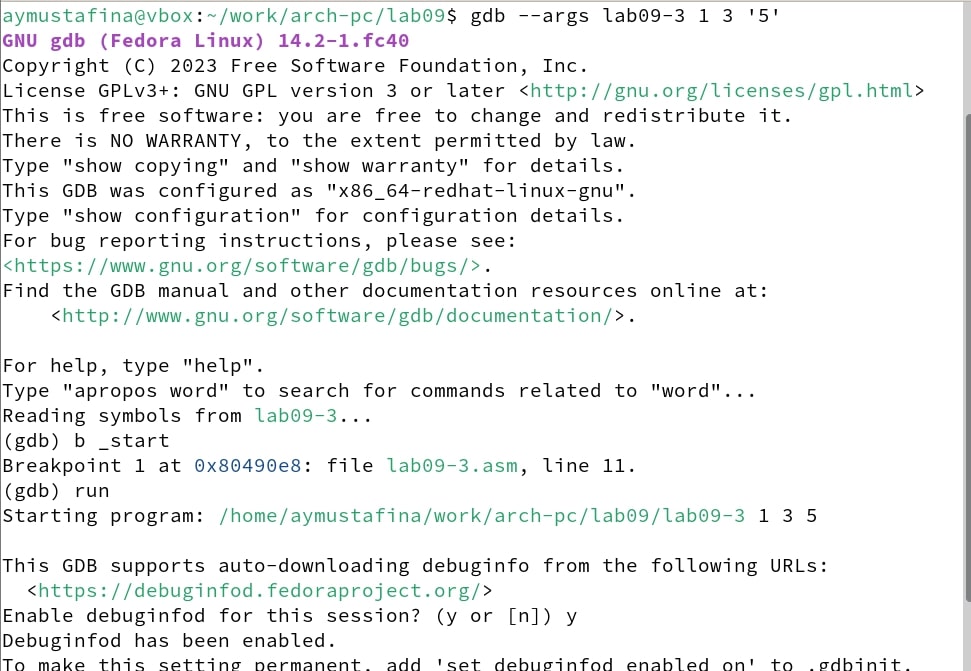 aymustafina@vbox:~/work/arch-pc/lab09$ gdb --args lab09-3 1 3 '5'
GNU gdb (Fedora Linux) 14.2-1.fc40
Copyright (C) 2023 Free Software Foundation, Inc.
License GPLv3+: GNU GPL version 3 or later <http://gnu.org/licenses/gpl.html>
This is free software: you are free to change and redistribute it.
There is NO WARRANTY, to the extent permitted by law.
Type "show copying" and "show warranty" for details.
This GDB was configured as "x86_64-redhat-linux-gnu".
Type "show configuration" for configuration details.
For bug reporting instructions, please see:
<https://www.gnu.org/software/gdb/bugs/>.
Find the GDB manual and other documentation resources online at:
    <http://www.gnu.org/software/gdb/documentation/>.

For help, type "help".
Type "apropos word" to search for commands related to "word"...
Reading symbols from lab09-3...
(gdb) b _start
Breakpoint 1 at 0x80490e8: file lab09-3.asm, line 11.
(gdb) run
Starting program: /home/aymustafina/work/arch-pc/lab09/lab09-3 1 3 5

This GDB supports auto-downloading debuginfo from the following URLs:
  <https://debuginfod.fedoraproject.org/>
Enable debuginfod for this session? (y or [n]) y
Debuginfod has been enabled.
To make this setting permanent, add 'set debuginfod enabled on' to .gdbinit.